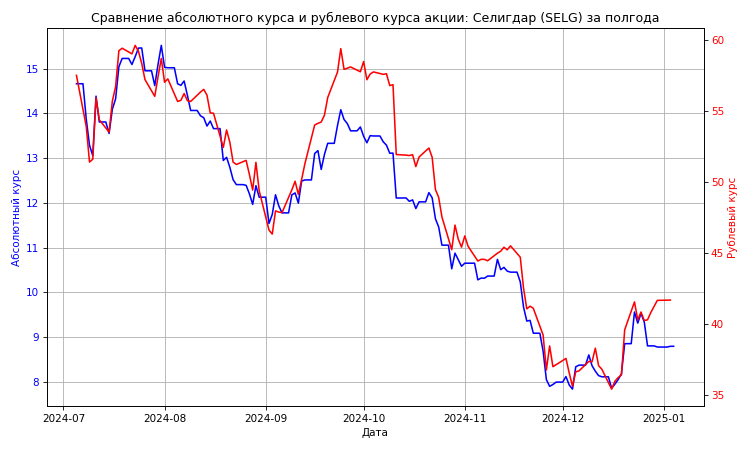 Сравнение абсолютного курса и рублевого курса акции: Селигдар (SELG) за полгода
Абсолютный курс
15
14
13
12
11
10
9
8
60
55
50
45
40
35
Рублевый курс
2024-07 2024-08 2024-09 2024-10 2024-11 2024-12 2025-01
Дата